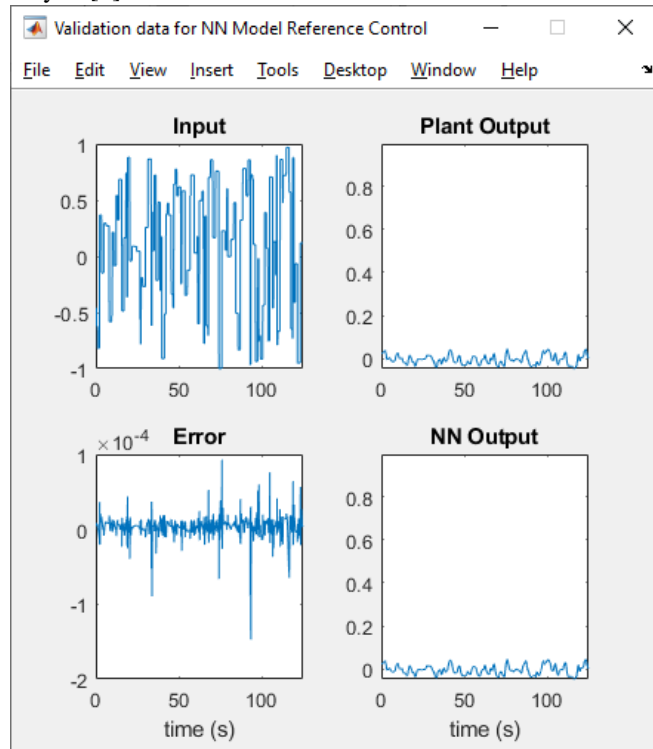 Validation data for NN Model Reference Control
File Edit View Insert Tools Desktop Window Help
Input
1
0.5
0
-0.5
-1
0 50 100
Plant Output
0.8
0.6
0.4
0.2
0
0 50 100
×10-4 Error
1
0
-1
-2
0 50 100
time (s)
NN Output
0.8
0.6
0.4
0.2
0
0 50 100
time (s)